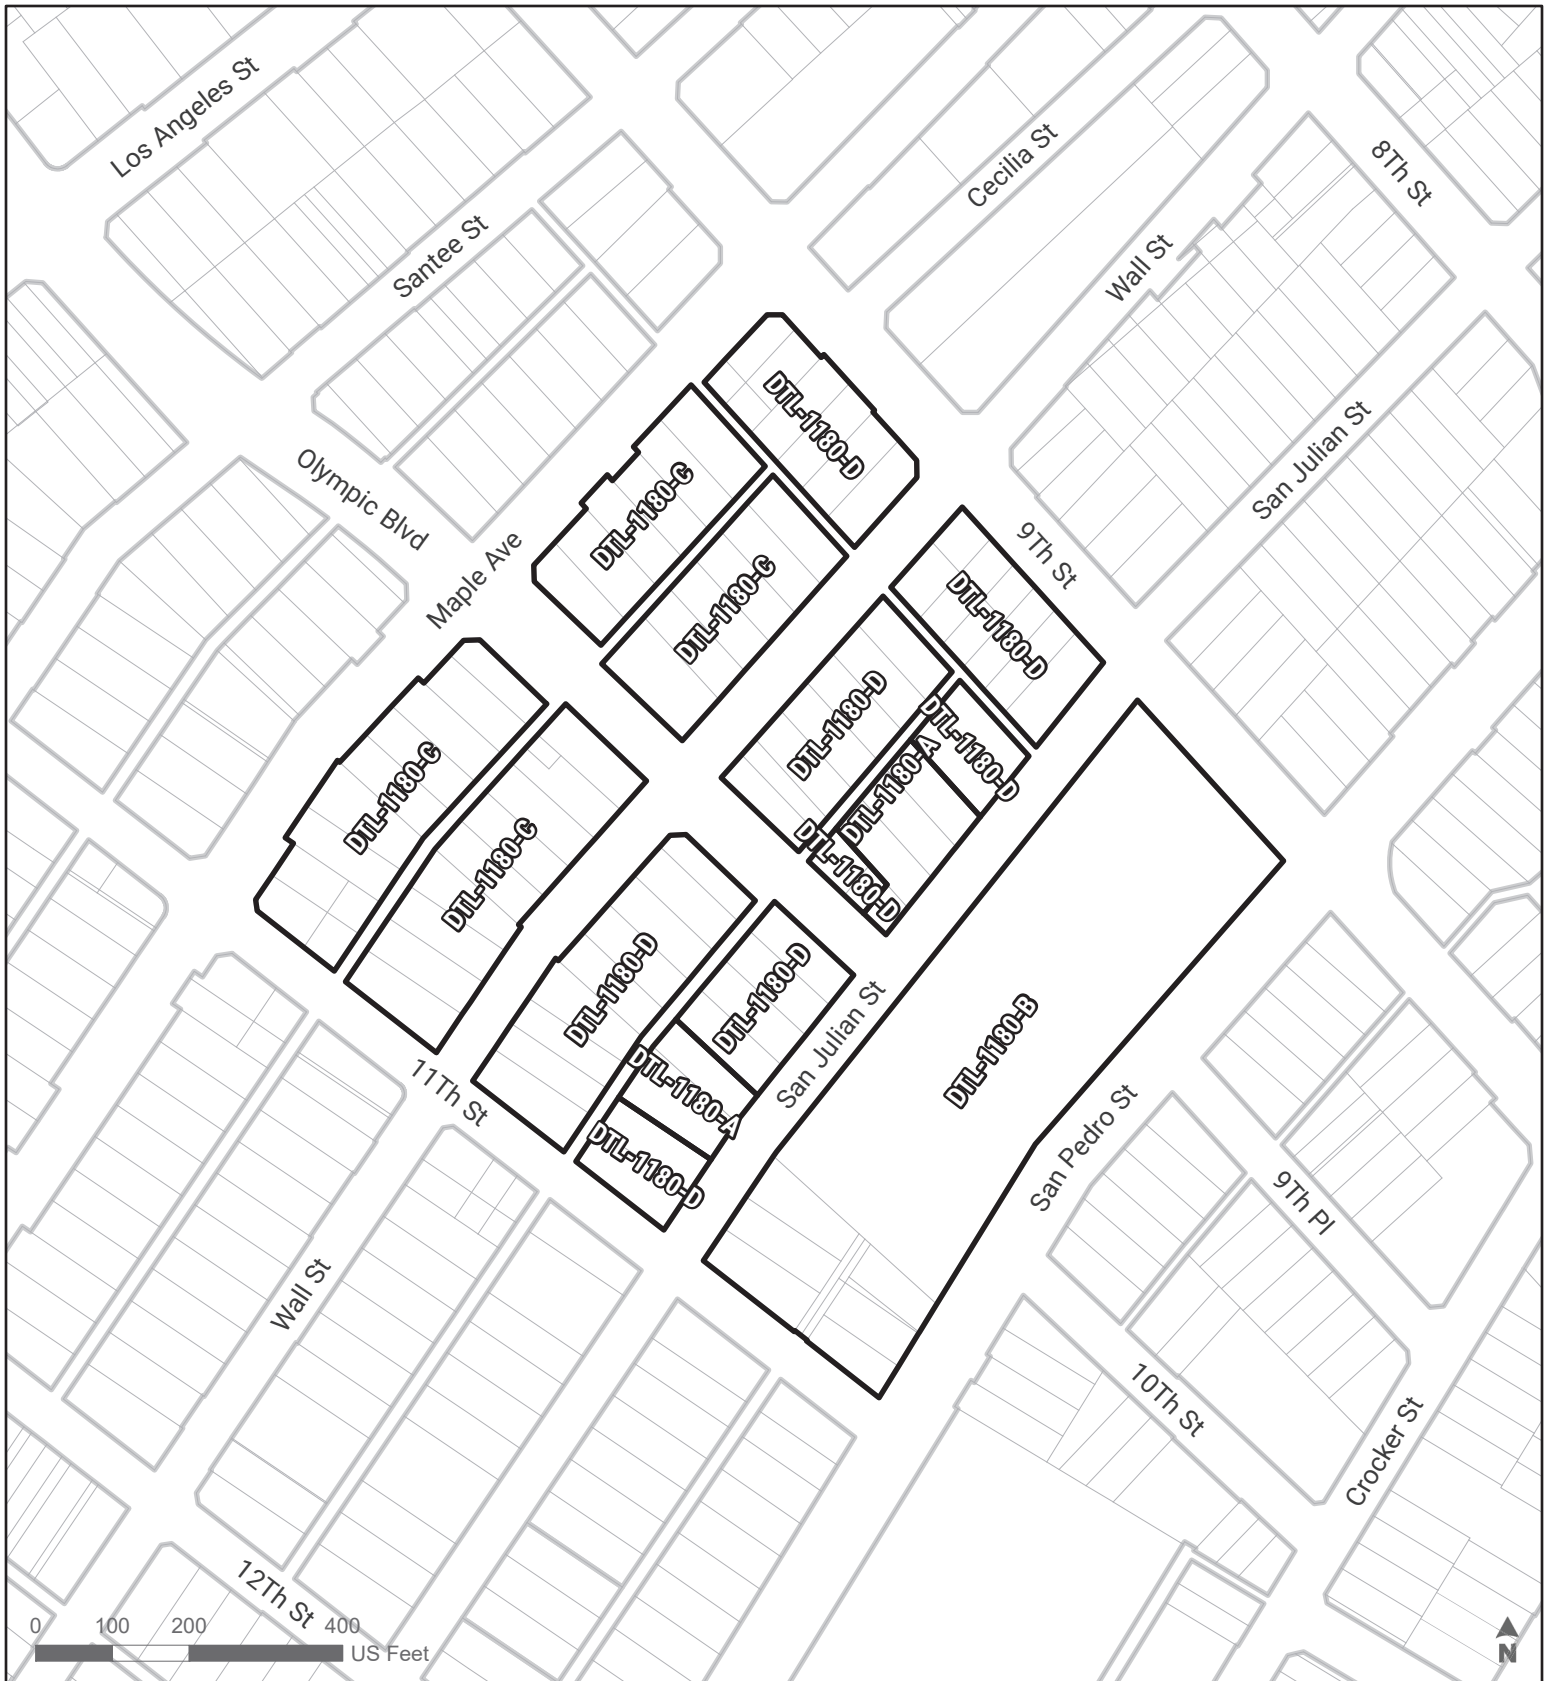 Los Angeles St
Cecilia St
8Th St
Santee St
Wall St
DTL-1180-D
San Julian St
Olympic Blvd
DTL-1180-C
Maple Ave
9Th St
DTL-1180-C
DTL-1180-D
DTL-1180-D
DTL-1180-D
DTL-1180-A
DTL-1180-D
DTL-1180-C
DTL-1180-C
DTL-1180-D
DTL-1180-D
San Julian St
DTL-1180-B
DTL-1180-A
11Th St
DTL-1180-D
San Pedro St
9Th Pl
Wall St
10Th St
Crocker St
12Th St
0 100 200 400
US Feet
N